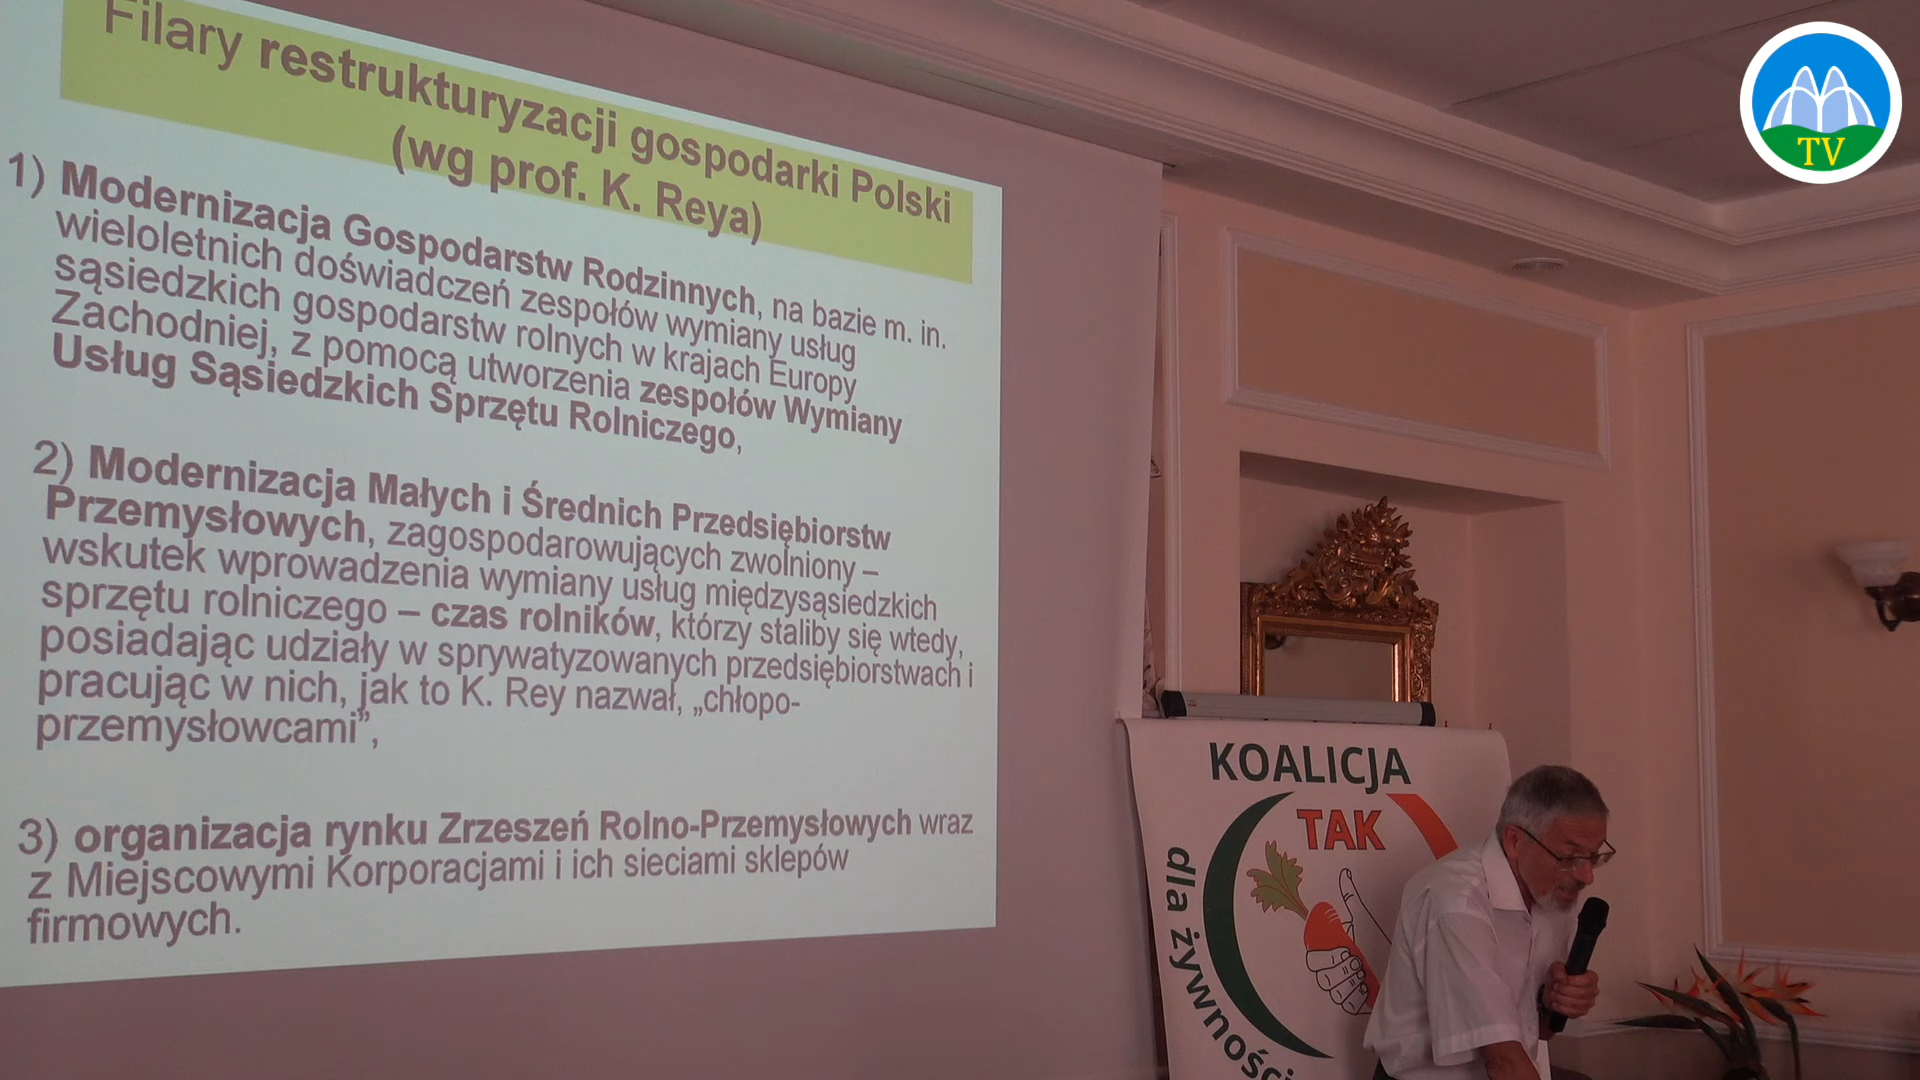 Filary restrukturyzacji gospodarki Polski
(wg prof. K. Reya)
1) Modernizacja Gospodarstw Rodzinnych, na bazie m. in.
wieloletnich doświadczeń zespołów wymiany usług
sąsiedzkich gospodarstw rolnych w krajach Europy
Zachodniej, z pomocą utworzenia zespołów Wymiany
Usług Sąsiedzkich Sprzętu Rolniczego,
2) Modernizacja Małych i Średnich Przedsiębiorstw
Przemysłowych, zagospodarowujących zwolniony –
wskutek wprowadzenia wymiany usług międzysąsiedzkich
sprzętu rolniczego – czas rolników, którzy staliby się wtedy,
posiadając udziały w sprywatyzowanych przedsiębiorstwach i
pracując w nich, jak to K. Rey nazwał, „chłopo-
przemysłowcami”,
3) organizacja rynku Zrzeszeń Rolno-Przemysłowych wraz
z Miejscowymi Korporacjami i ich sieciami sklepów
firmowych.
TV
KOALICJA
TAK
dla żywności